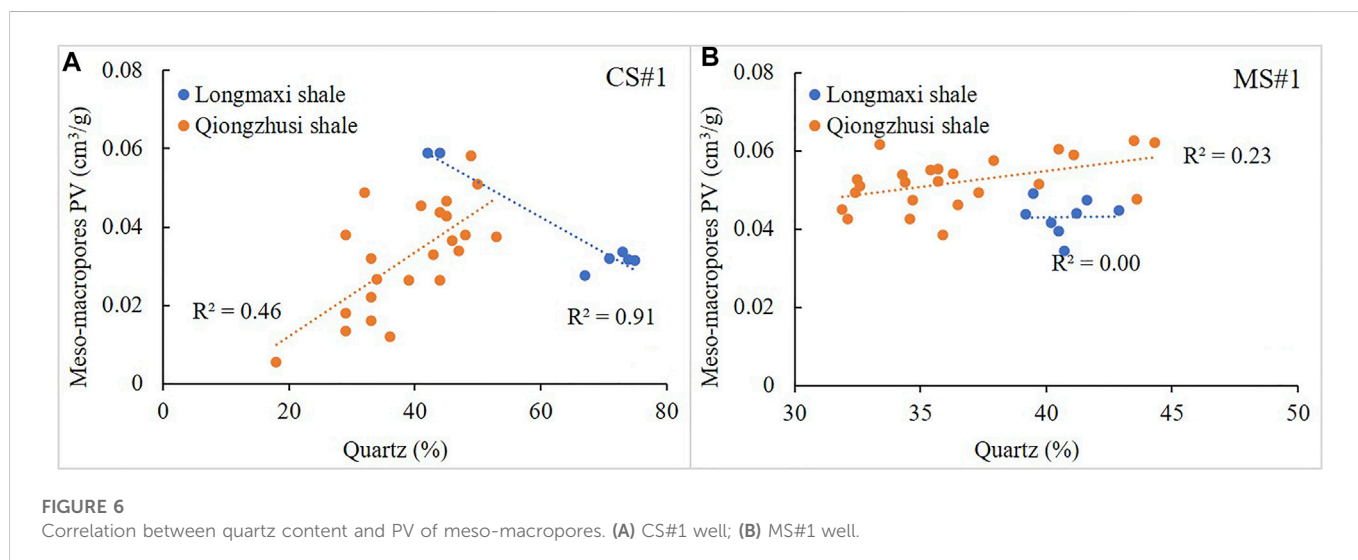 A
CS#1
Longmaxi shale
Qiongzhusi shale
Meso-macropores PV (cm³/g)
0.08
0.06
0.04
0.02
0
R² = 0.46
R² = 0.91
0 20 40 60 80
Quartz (%)
B
MS#1
Longmaxi shale
Qiongzhusi shale
Meso-macropores PV (cm³/g)
0.08
0.06
0.04
0.02
0
R² = 0.23
R² = 0.00
30 35 40 45 50
Quartz (%)
FIGURE 6
Correlation between quartz content and PV of meso-macropores. (A) CS#1 well; (B) MS#1 well.